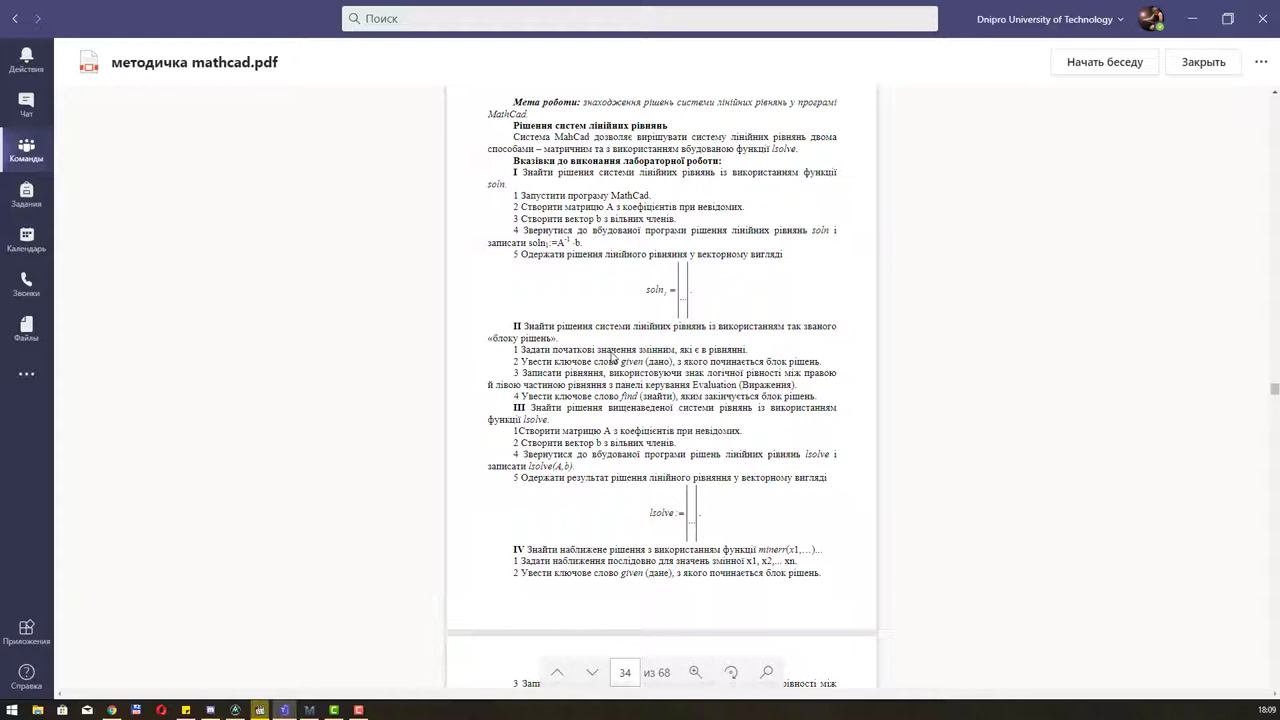 Поиск
Dnipro University of Technology
Действия
Чат
Команды
Задания
Календарь
Звонки
Файлы
Приложения
Справка
методичка mathcad.pdf
Начать беседу
Закрыть
Мета роботи: знаходження рішень системи лінійних рівнянь у програмі
MathCad.
Рішення систем лінійних рівнянь
Система MahCad дозволяє вирішувати систему лінійних рівнянь двома
способами – матричним та з використанням вбудованою функції lsolve.
Вказівки до виконання лабораторної роботи:
I Знайти рішення системи лінійних рівнянь із використанням функції
soln.
1 Запустити програму MathCad.
2 Створити матрицю А з коефіцієнтів при невідомих.
3 Створити вектор b з вільних членів.
4 Звернутися до вбудованої програми рішення лінійних рівнянь soln і
записати soln₁:=A⁻¹ ·b.
5 Одержати рішення лінійного рівняння у векторному вигляді
soln₁ = |...|.
II Знайти рішення системи лінійних рівнянь із використанням так званого
«блоку рішень».
1 Задати початкові значення змінним, які є в рівнянні.
2 Увести ключове слово given (дано), з якого починається блок рішень.
3 Записати рівняння, використовуючи знак логічної рівності між правою
й лівою частиною рівняння з панелі керування Evaluation (Вираження).
4 Увести ключове слово find (знайти), яким закінчується блок рішень.
III Знайти рішення вищенаведеної системи рівнянь із використанням
функції lsolve.
1Створити матрицю А з коефіцієнтів при невідомих.
2 Створити вектор b з вільних членів.
4 Звернутися до вбудованої програми рішень лінійних рівнянь lsolve і
записати lsolve(A,b).
5 Одержати результат рішення лінійного рівняння у векторному вигляді
lsolve := |...|.
IV Знайти наближене рішення з використанням функції minerr(x1,…)...
1 Задати наближення послідовно для значень змінної x1, x2,... xn.
2 Увести ключове слово given (дане), з якого починається блок рішень.
34 из 68
18:09